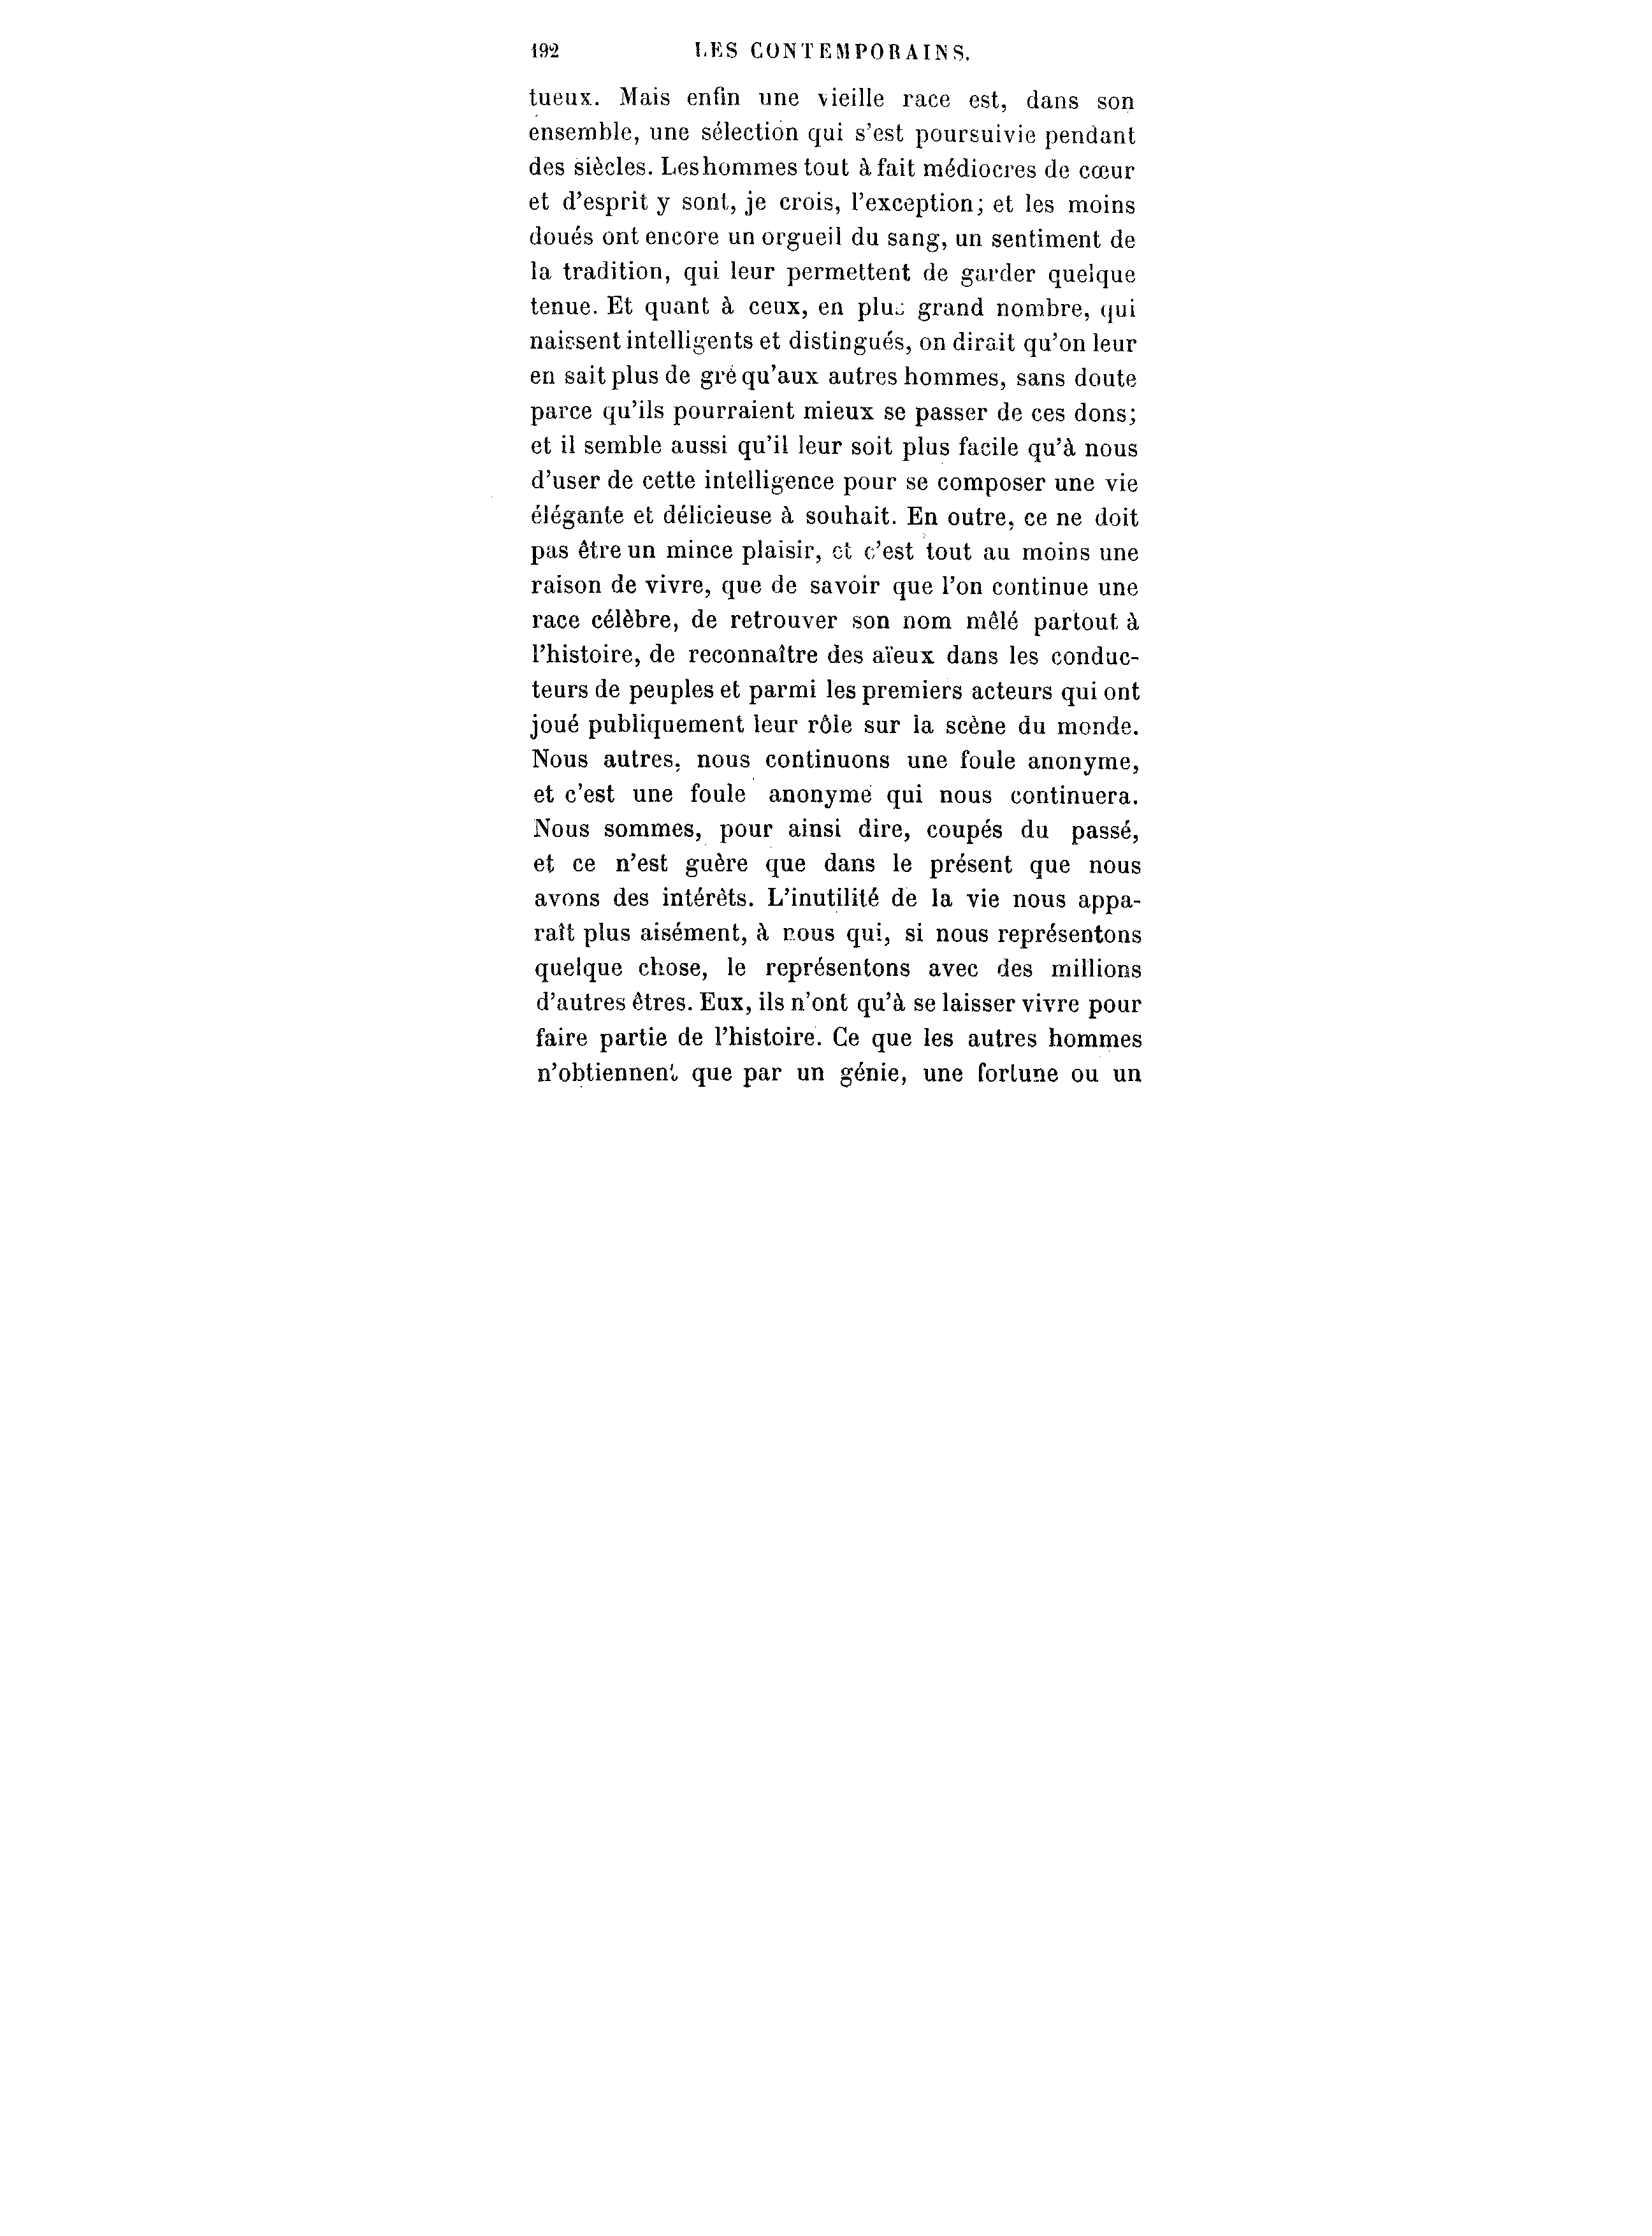 192 LES CONTEMPORAINS.
tueux. Mais enfin une vieille race est, dans son
ensemble, une sélection qui s'est poursuivie pendant
des siècles. Les hommes tout à fait médiocres de cœur
et d'esprit y sont, je crois, l'exception; et les moins
doués ont encore un orgueil du sang, un sentiment de
la tradition, qui leur permettent de garder quelque
tenue. Et quant à ceux, en plus grand nombre, qui
naissent intelligents et distingués, on dirait qu'on leur
en sait plus de gré qu'aux autres hommes, sans doute
parce qu'ils pourraient mieux se passer de ces dons;
et il semble aussi qu'il leur soit plus facile qu'à nous
d'user de cette intelligence pour se composer une vie
élégante et délicieuse à souhait. En outre, ce ne doit
pas être un mince plaisir, et c'est tout au moins une
raison de vivre, que de savoir que l'on continue une
race célèbre, de retrouver son nom mêlé partout à
l'histoire, de reconnaître des aïeux dans les conduc-
teurs de peuples et parmi les premiers acteurs qui ont
joué publiquement leur rôle sur la scène du monde.
Nous autres, nous continuons une foule anonyme,
et c'est une foule anonyme qui nous continuera.
Nous sommes, pour ainsi dire, coupés du passé,
et ce n'est guère que dans le présent que nous
avons des intérêts. L'inutilité de la vie nous appa-
raît plus aisément, à nous qui, si nous représentons
quelque chose, le représentons avec des millions
d'autres êtres. Eux, ils n'ont qu'à se laisser vivre pour
faire partie de l'histoire. Ce que les autres hommes
n'obtiennent que par un génie, une fortune ou un